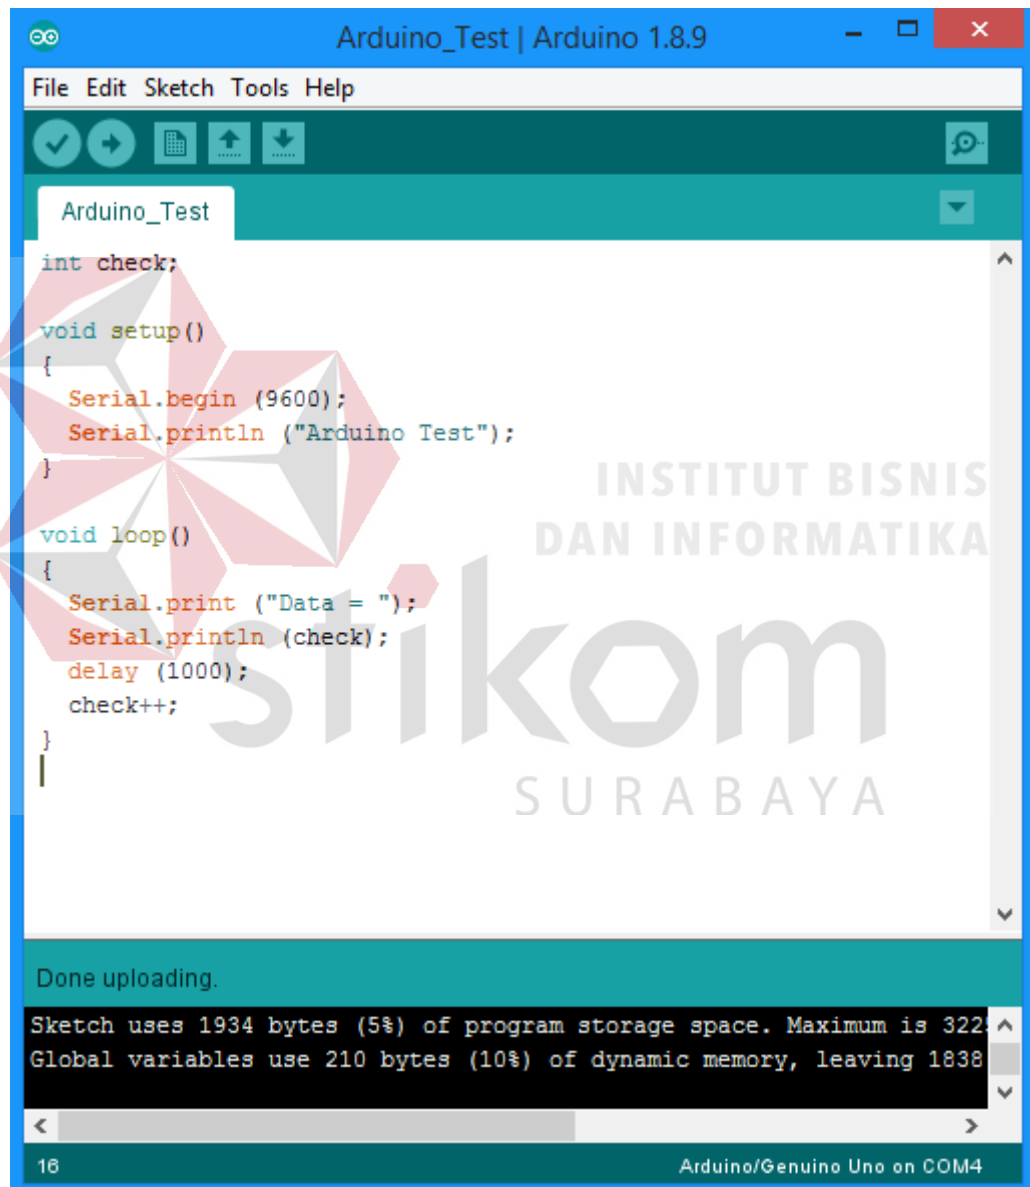 Arduino_Test | Arduino 1.8.9
File Edit Sketch Tools Help
Arduino_Test
int check;
void setup()
{
Serial.begin (9600);
Serial.println ("Arduino Test");
}
void loop()
{
Serial.print ("Data = ");
Serial.println (check);
delay (1000);
check++;
}
INSTITUT BISNIS
DAN INFORMATIKA
stikom
SURABAYA
Done uploading.
Sketch uses 1934 bytes (5%) of program storage space. Maximum is 322
Global variables use 210 bytes (10%) of dynamic memory, leaving 1838
16
Arduino/Genuino Uno on COM4